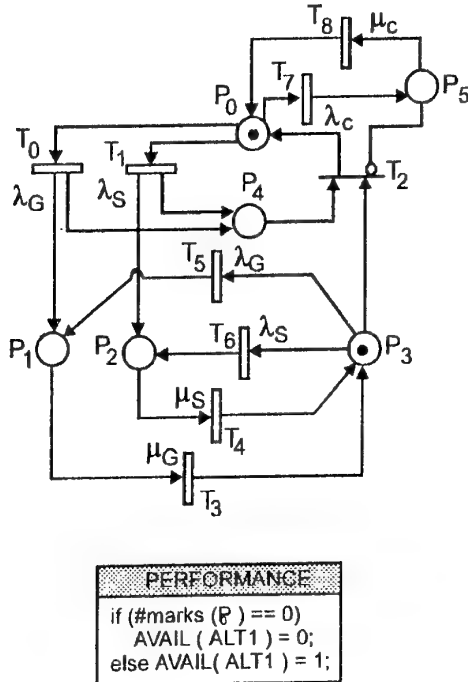 T8 μc
P0 T7 P5
λc
T0 T1 T2
λG λS P4
T5 λG
P1 P2 T6 λS P3
μS
T4
μG
T3
PERFORMANCE
if (#marks ( ) == 0)
AVAIL ( ALT1 ) = 0;
else AVAIL( ALT1 ) = 1;